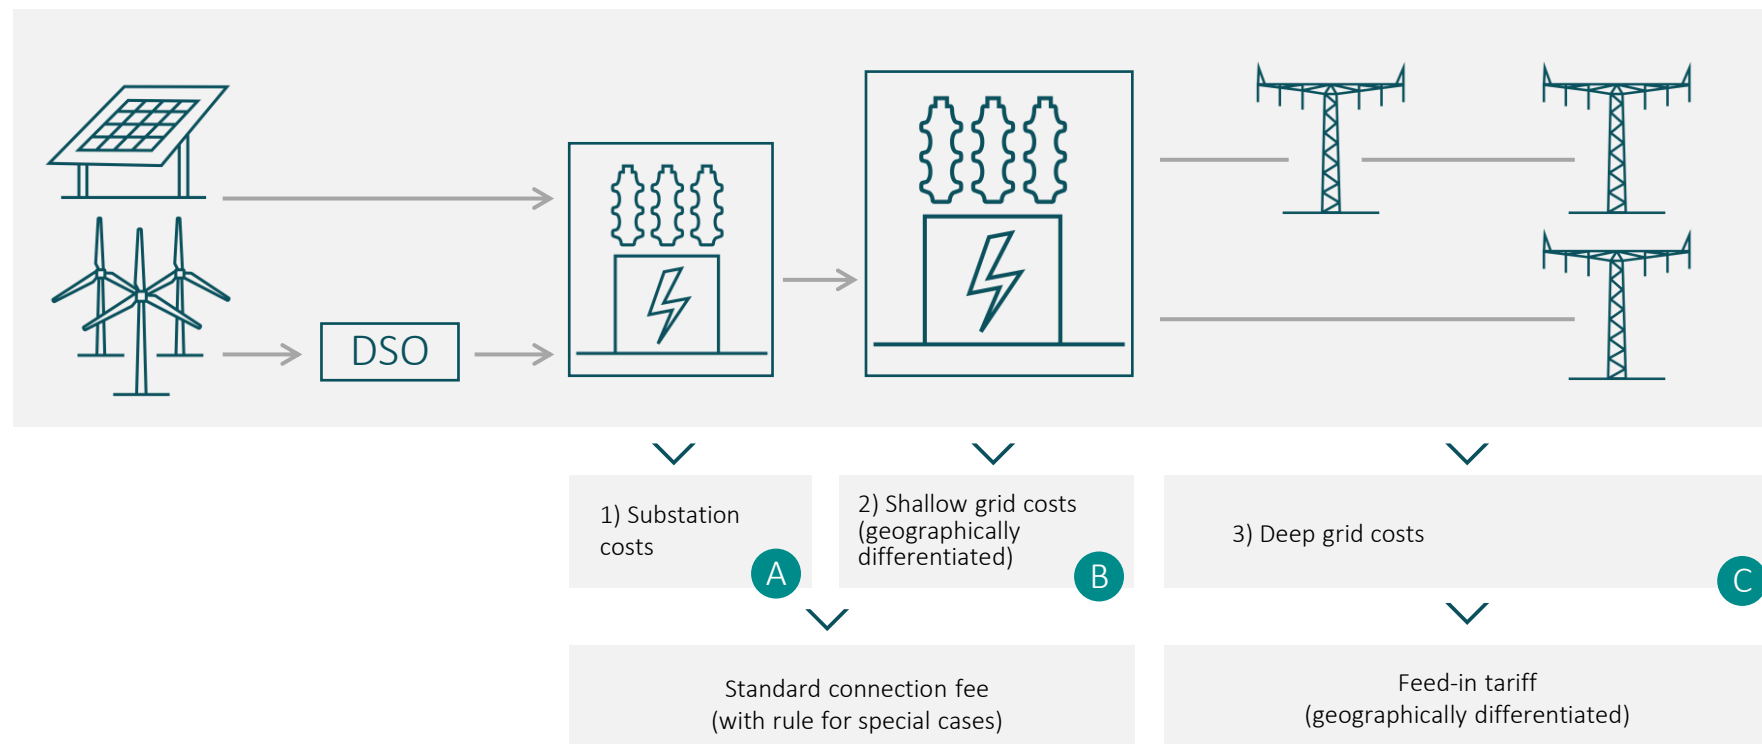 DSO
1) Substation
costs
A
2) Shallow grid costs
(geographically
differentiated)
B
3) Deep grid costs
C
Standard connection fee
(with rule for special cases)
Feed-in tariff
(geographically differentiated)